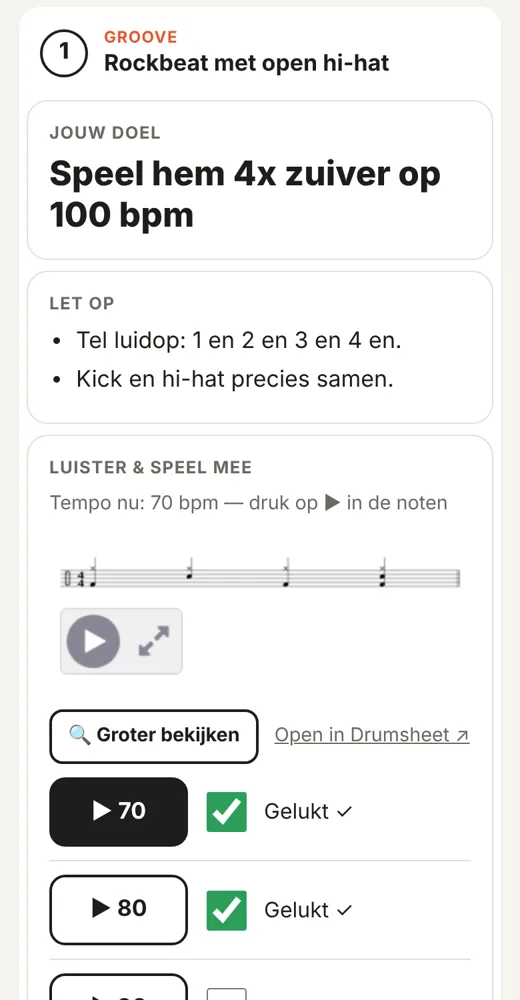 1
GROOVE
Rockbeat met open hi-hat
JOUW DOEL
Speel hem 4x zuiver op
100 bpm
LET OP
• Tel luidop: 1 en 2 en 3 en 4 en.
• Kick en hi-hat precies samen.
LUISTER & SPEEL MEE
Tempo nu: 70 bpm — druk op ▶ in de noten
4
4
🔍 Groter bekijken
Open in Drumsheet ↗
▶ 70 ✅ Gelukt ✓
▶ 80 ✅ Gelukt ✓